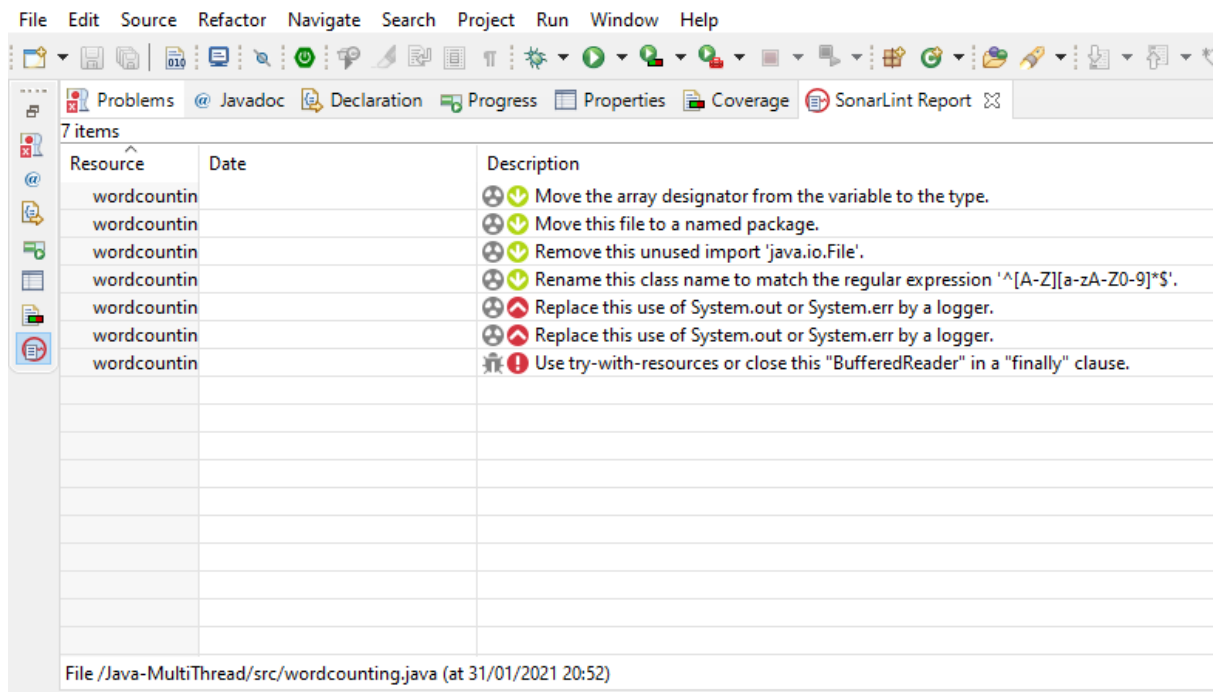 File Edit Source Refactor Navigate Search Project Run Window Help
Problems @ Javadoc Declaration Progress Properties Coverage SonarLint Report
7 items
Resource Date Description
wordcountin Move the array designator from the variable to the type.
wordcountin Move this file to a named package.
wordcountin Remove this unused import 'java.io.File'.
wordcountin Rename this class name to match the regular expression '^[A-Z][a-zA-Z0-9]*$'.
wordcountin Replace this use of System.out or System.err by a logger.
wordcountin Replace this use of System.out or System.err by a logger.
wordcountin Use try-with-resources or close this "BufferedReader" in a "finally" clause.
File /Java-MultiThread/src/wordcounting.java (at 31/01/2021 20:52)